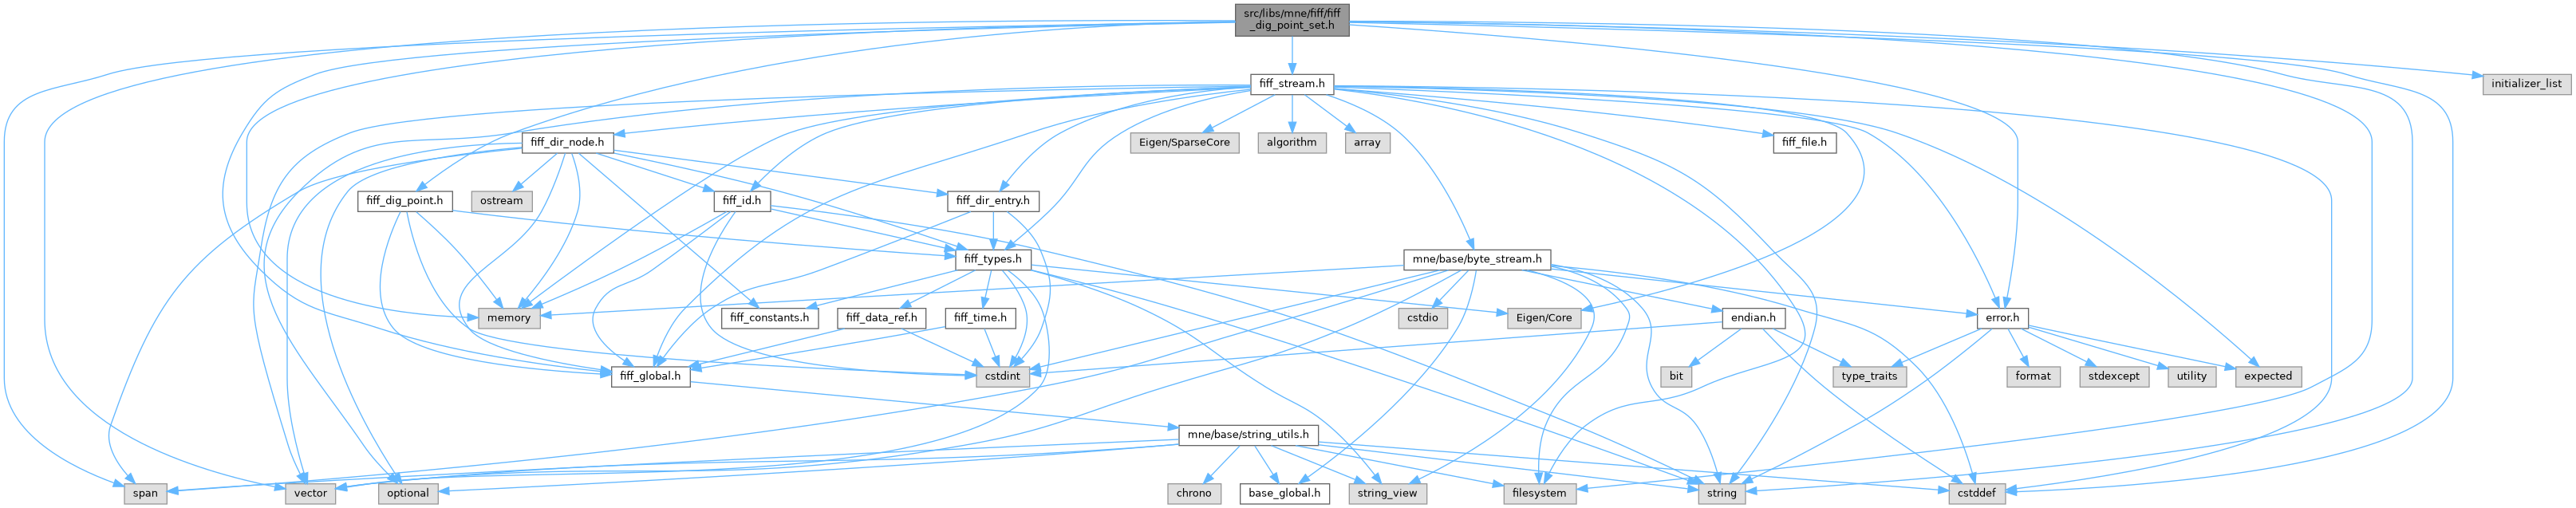 src/libs/mne/fiff/fiff
_dig_point_set.h
fiff_stream.h
initializer_list
fiff_dir_node.h
Eigen/SparseCore
algorithm
array
fiff_file.h
fiff_dig_point.h
ostream
fiff_id.h
fiff_dir_entry.h
fiff_types.h
mne/base/byte_stream.h
memory
fiff_constants.h
fiff_data_ref.h
fiff_time.h
cstdio
Eigen/Core
endian.h
error.h
fiff_global.h
cstdint
bit
type_traits
format
stdexcept
utility
expected
mne/base/string_utils.h
span
vector
optional
chrono
base_global.h
string_view
filesystem
string
cstddef